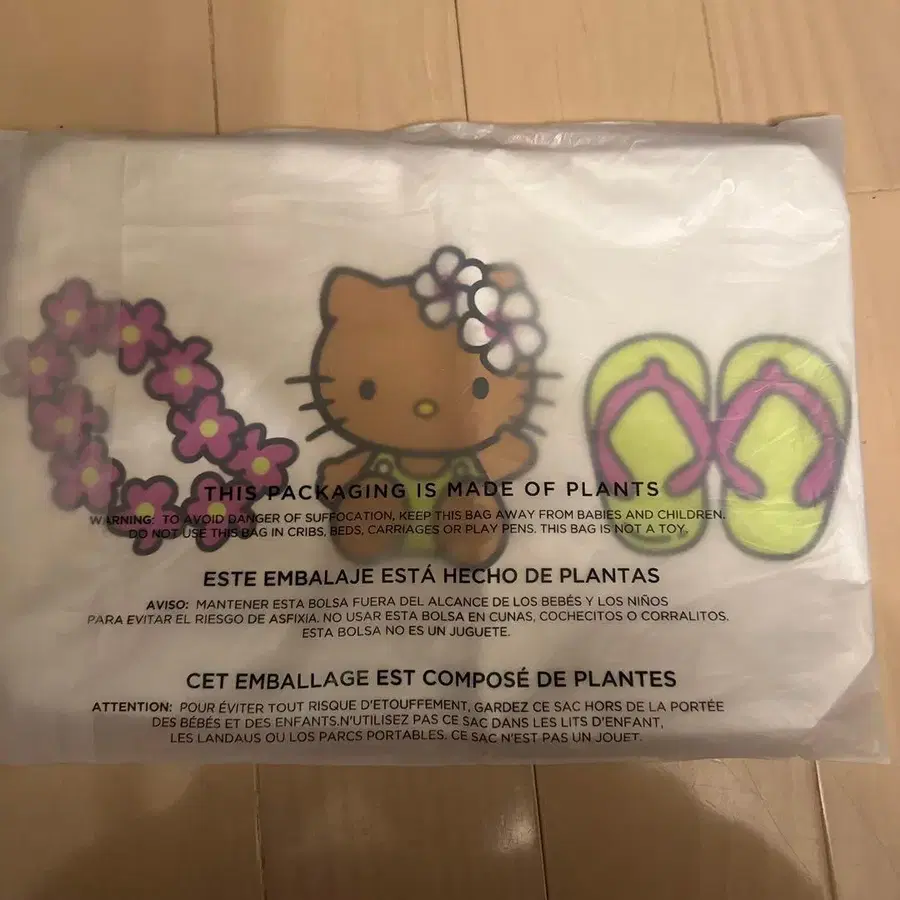 THIS PACKAGING IS MADE OF PLANTS
WARNING: TO AVOID DANGER OF SUFFOCATION, KEEP THIS BAG AWAY FROM BABIES AND CHILDREN.
DO NOT USE THIS BAG IN CRIBS, BEDS, CARRIAGES OR PLAY PENS. THIS BAG IS NOT A TOY.
ESTE EMBALAJE ESTÁ HECHO DE PLANTAS
AVISO: MANTENER ESTA BOLSA FUERA DEL ALCANCE DE LOS BEBÉS Y LOS NIÑOS
PARA EVITAR EL RIESGO DE ASFIXIA. NO USAR ESTA BOLSA EN CUNAS, COCHECITOS O CORRALITOS.
ESTA BOLSA NO ES UN JUGUETE.
CET EMBALLAGE EST COMPOSÉ DE PLANTES
ATTENTION: POUR ÉVITER TOUT RISQUE D'ETOUFFEMENT, GARDEZ CE SAC HORS DE LA PORTÉE
DES BÉBÉS ET DES ENFANTS.N'UTILISEZ PAS CE SAC DANS LES LITS D'ENFANT,
LES LANDAUS OU LOS PARCS PORTABLES. CE SAC N'EST PAS UN JOUET.